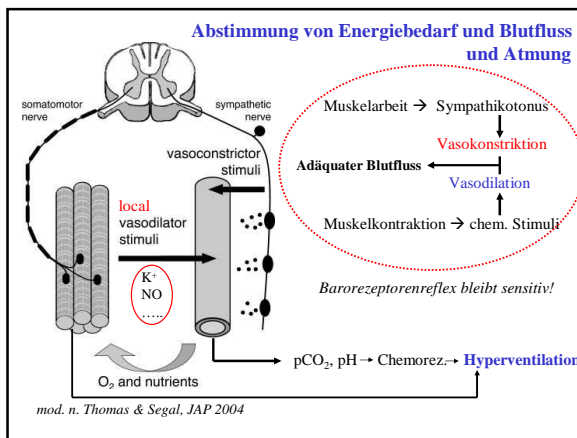 Abstimmung von Energiebedarf und Blutfluss
und Atmung
somatomotor
nerve
sympathetic
nerve
vasoconstrictor
stimuli
local
vasodilator
stimuli
K⁺
NO
.....
O₂ and nutrients
Muskelarbeit → Sympathikotonus
Vasokonstriktion
Adäquater Blutfluss
Vasodilation
Muskelkontraktion → chem. Stimuli
Barorezeptorenreflex bleibt sensitiv!
pCO₂, pH → Chemorez. → Hyperventilation
mod. n. Thomas & Segal, JAP 2004